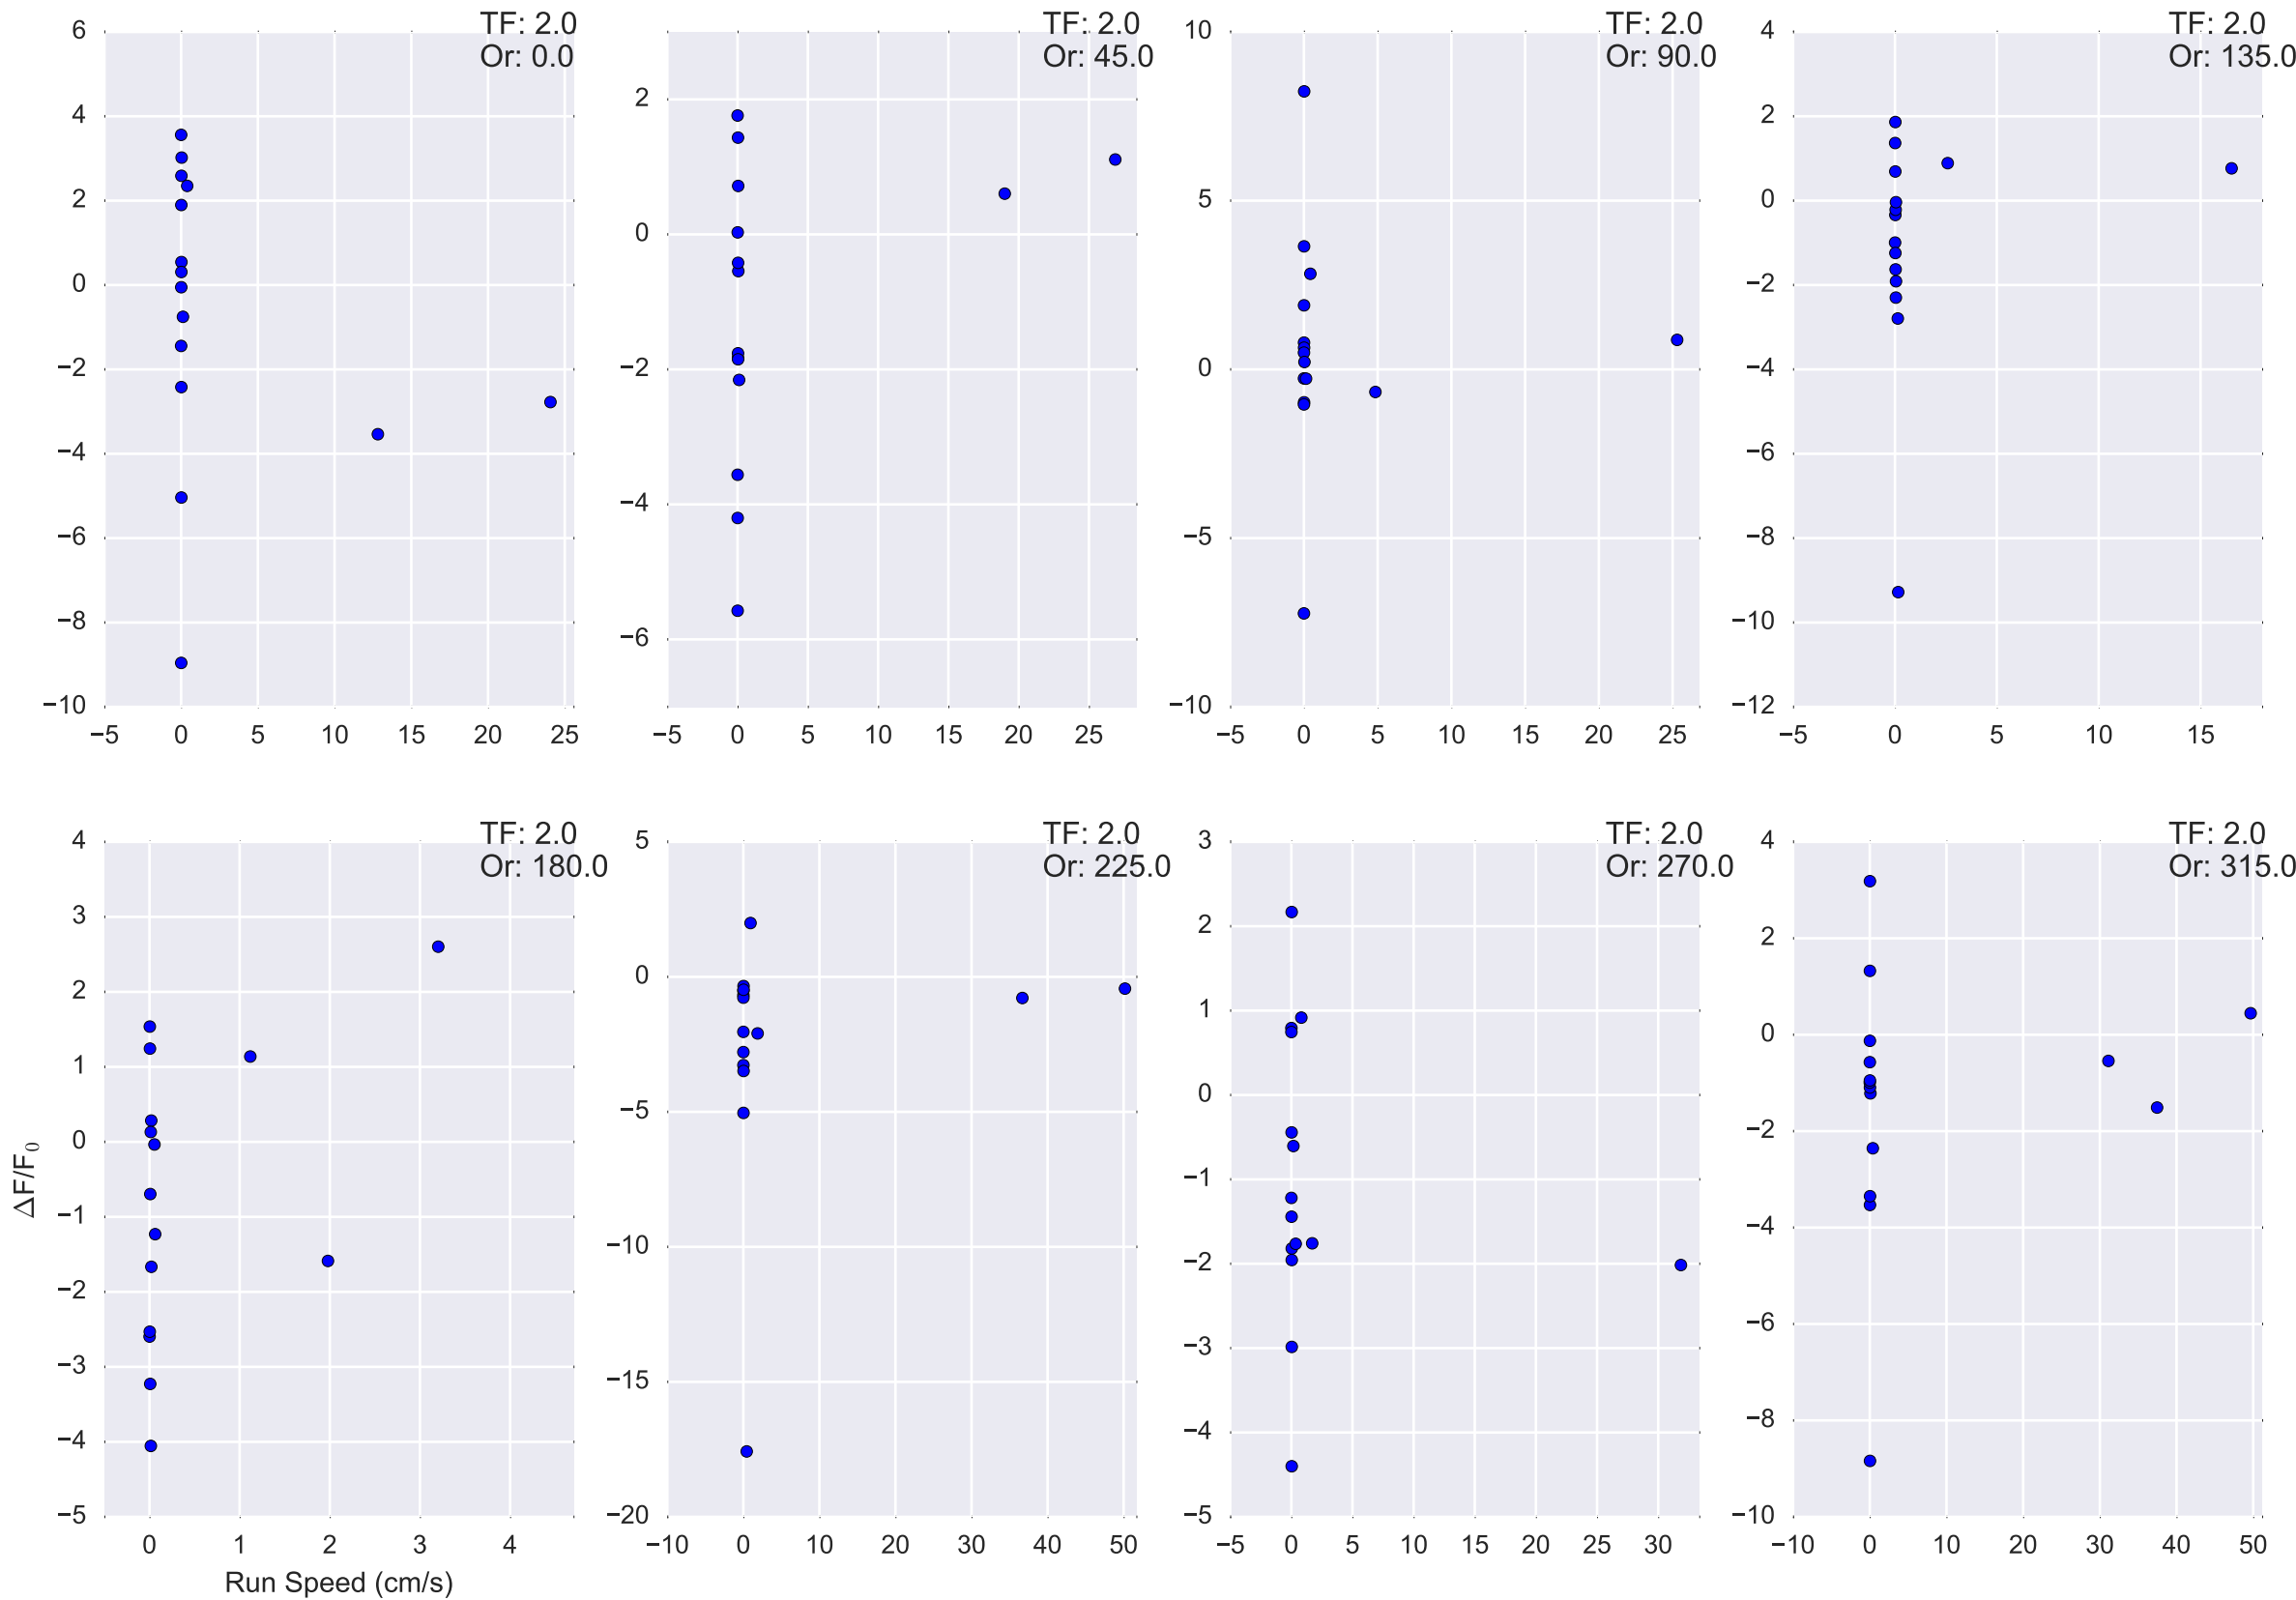 TF: 2.0
Or: 0.0
6
4
2
0
−2
−4
−6
−8
−10
−5 0 5 10 15 20 25
TF: 2.0
Or: 45.0
2
0
−2
−4
−6
−5 0 5 10 15 20 25
TF: 2.0
Or: 90.0
10
5
0
−5
−10
−5 0 5 10 15 20 25
TF: 2.0
Or: 135.0
4
2
0
−2
−4
−6
−8
−10
−12
−5 0 5 10 15
TF: 2.0
Or: 180.0
4
3
2
1
0
−1
−2
−3
−4
−5
0 1 2 3 4
ΔF/F₀
Run Speed (cm/s)
TF: 2.0
Or: 225.0
5
0
−5
−10
−15
−20
−10 0 10 20 30 40 50
TF: 2.0
Or: 270.0
3
2
1
0
−1
−2
−3
−4
−5
−5 0 5 10 15 20 25 30
TF: 2.0
Or: 315.0
4
2
0
−2
−4
−6
−8
−10
−10 0 10 20 30 40 50